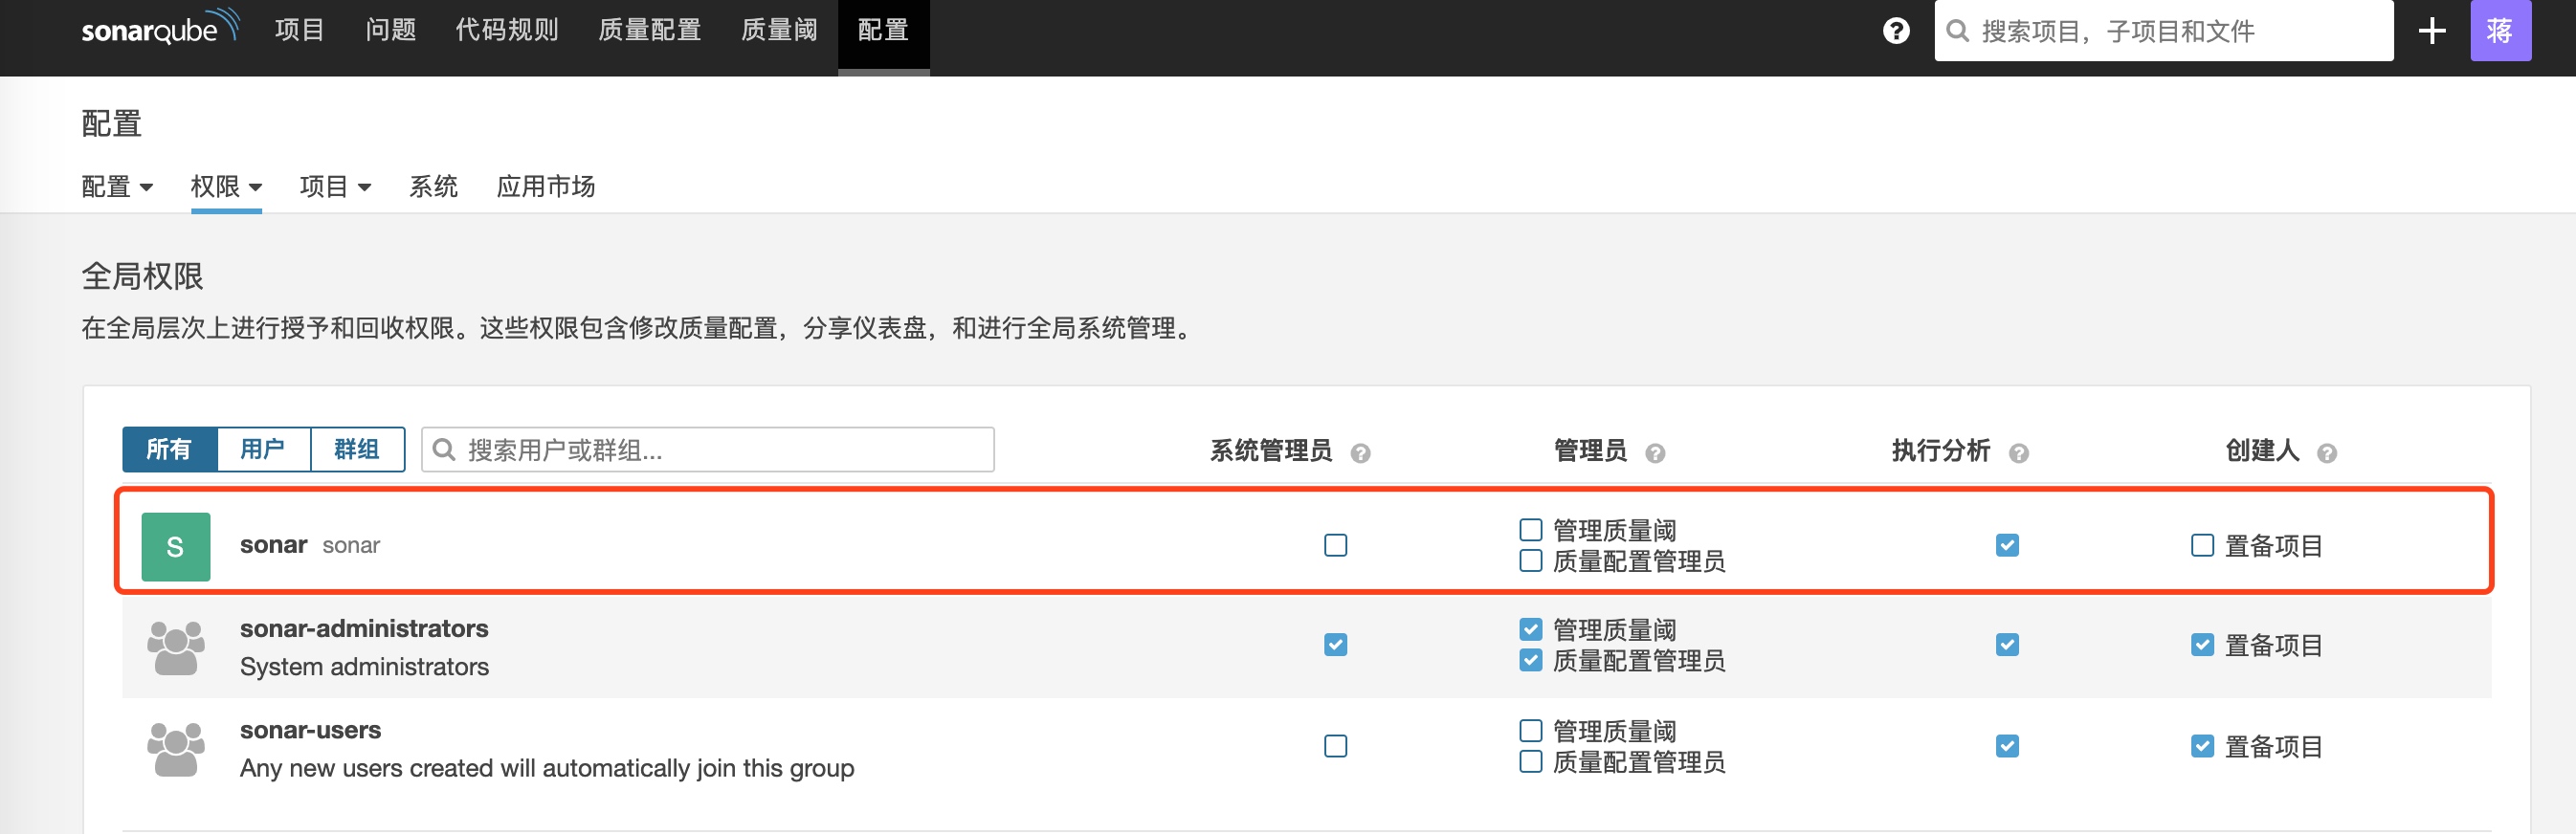 sonarqube 项目 问题 代码规则 质量配置 质量阈 配置 ? 搜索项目，子项目和文件 + 蒋
配置
配置 权限 项目 系统 应用市场
全局权限
在全局层次上进行授予和回收权限。这些权限包含修改质量配置，分享仪表盘，和进行全局系统管理。
所有 用户 群组 搜索用户或群组... 系统管理员 ? 管理员 ? 执行分析 ? 创建人 ?
管理质量阈
S sonar sonar 置备项目
质量配置管理员
sonar-administrators 管理质量阈
置备项目
System administrators 质量配置管理员
sonar-users 管理质量阈
置备项目
Any new users created will automatically join this group 质量配置管理员